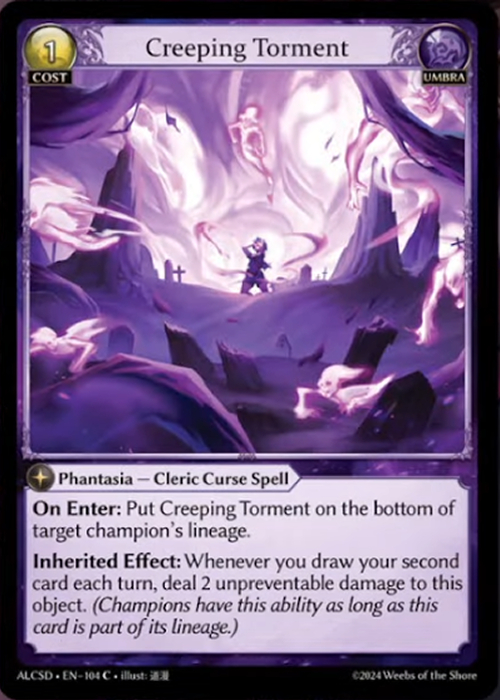 1
COST
Creeping Torment
UMBRA
Phantasia — Cleric Curse Spell
On Enter: Put Creeping Torment on the bottom of
target champion's lineage.
Inherited Effect: Whenever you draw your second
card each turn, deal 2 unpreventable damage to this
object. (Champions have this ability as long as this
card is part of its lineage.)
ALCSD • EN-104 C • illust:
©2024 Weebs of the Shore